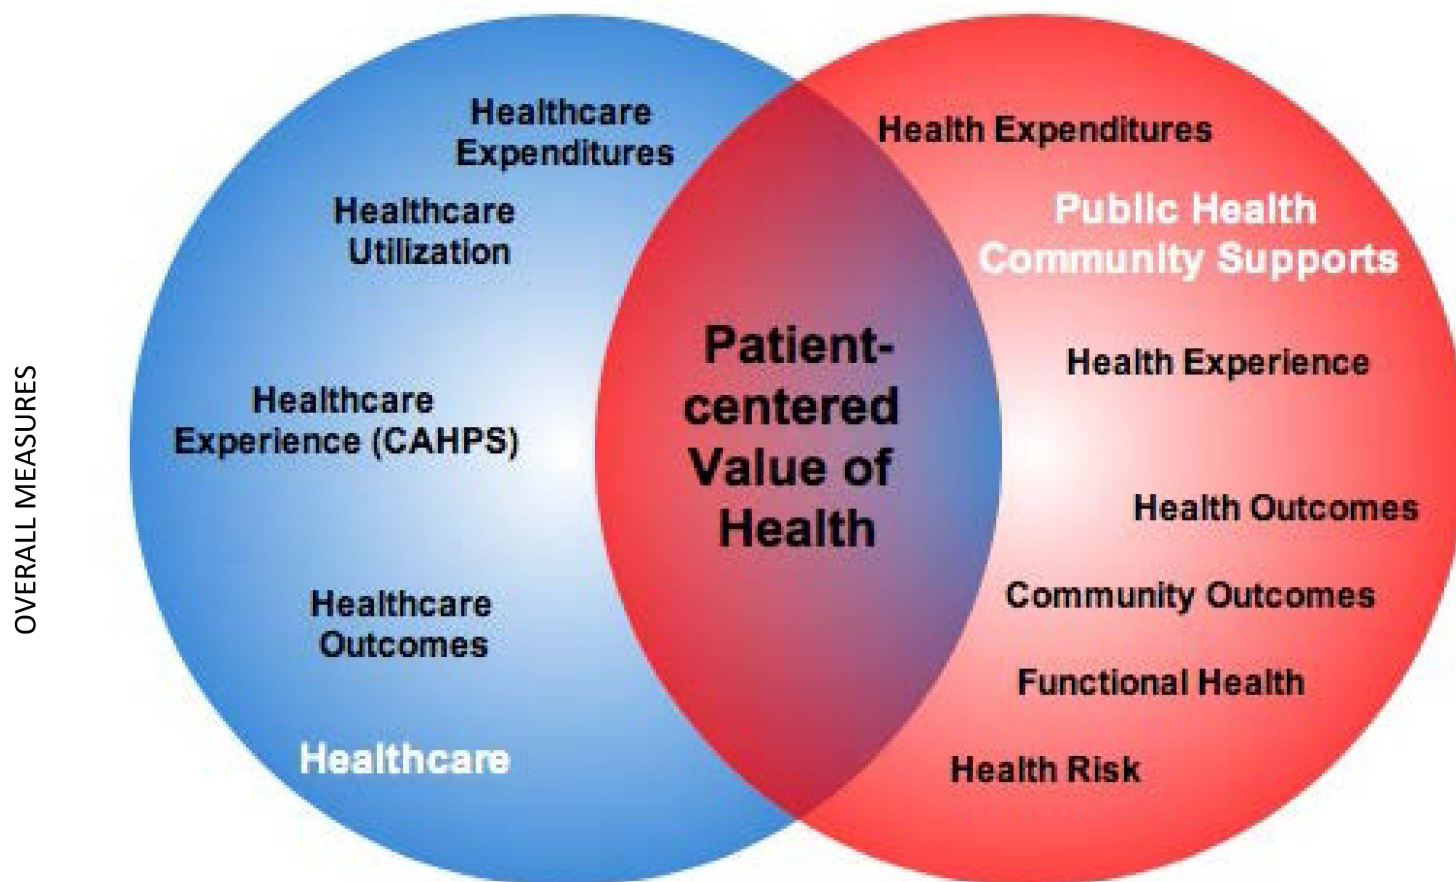 OVERALL MEASURES
Healthcare
Expenditures
Healthcare
Utilization
Healthcare
Experience (CAHPS)
Healthcare
Outcomes
Healthcare
Patient-
centered
Value of
Health
Health Expenditures
Public Health
Community Supports
Health Experience
Health Outcomes
Community Outcomes
Functional Health
Health Risk